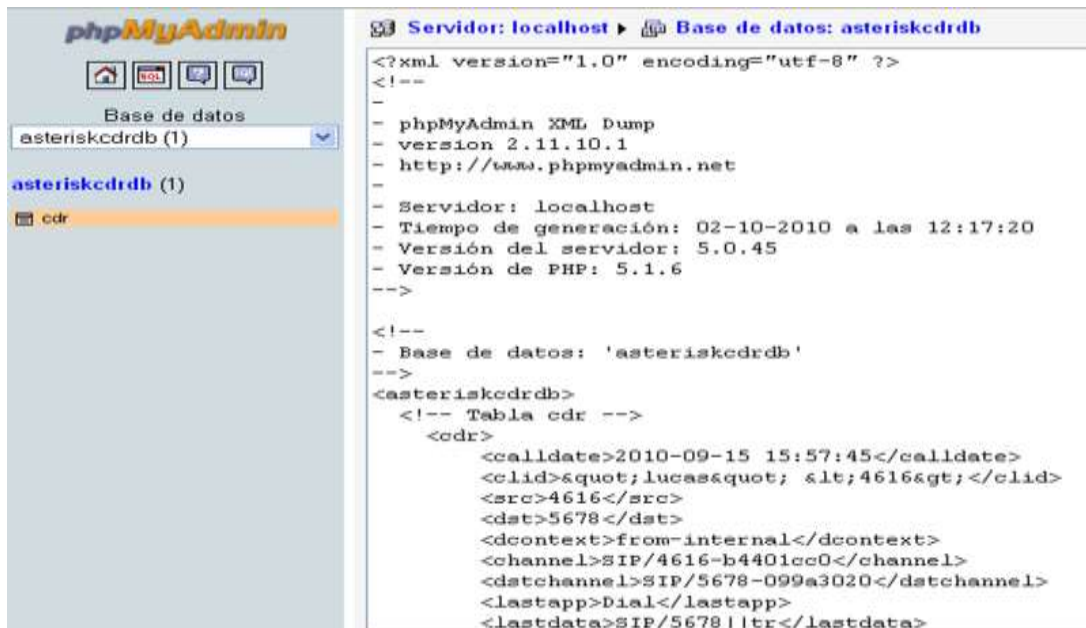 phpMyAdmin
SQL
Base de datos
asteriskcdrdb (1)
asteriskcdrdb (1)
cdr
Servidor: localhost ▸ Base de datos: asteriskcdrdb
<?xml version="1.0" encoding="utf-8" ?>
<!--
-
- phpMyAdmin XML Dump
- version 2.11.10.1
- http://www.phpmyadmin.net
-
- Servidor: localhost
- Tiempo de generación: 02-10-2010 a las 12:17:20
- Versión del servidor: 5.0.45
- Versión de PHP: 5.1.6
-->
<!--
- Base de datos: 'asteriskcdrdb'
-->
<asteriskcdrdb>
<!-- Tabla cdr -->
<cdr>
<calldate>2010-09-15 15:57:45</calldate>
<clid>&quot;lucas&quot; &lt;4616&gt;</clid>
<src>4616</src>
<dst>5678</dst>
<dcontext>from-internal</dcontext>
<channel>SIP/4616-b4401cc0</channel>
<dstchannel>SIP/5678-099a3020</dstchannel>
<lastapp>Dial</lastapp>
<lastdata>SIP/5678||tr</lastdata>